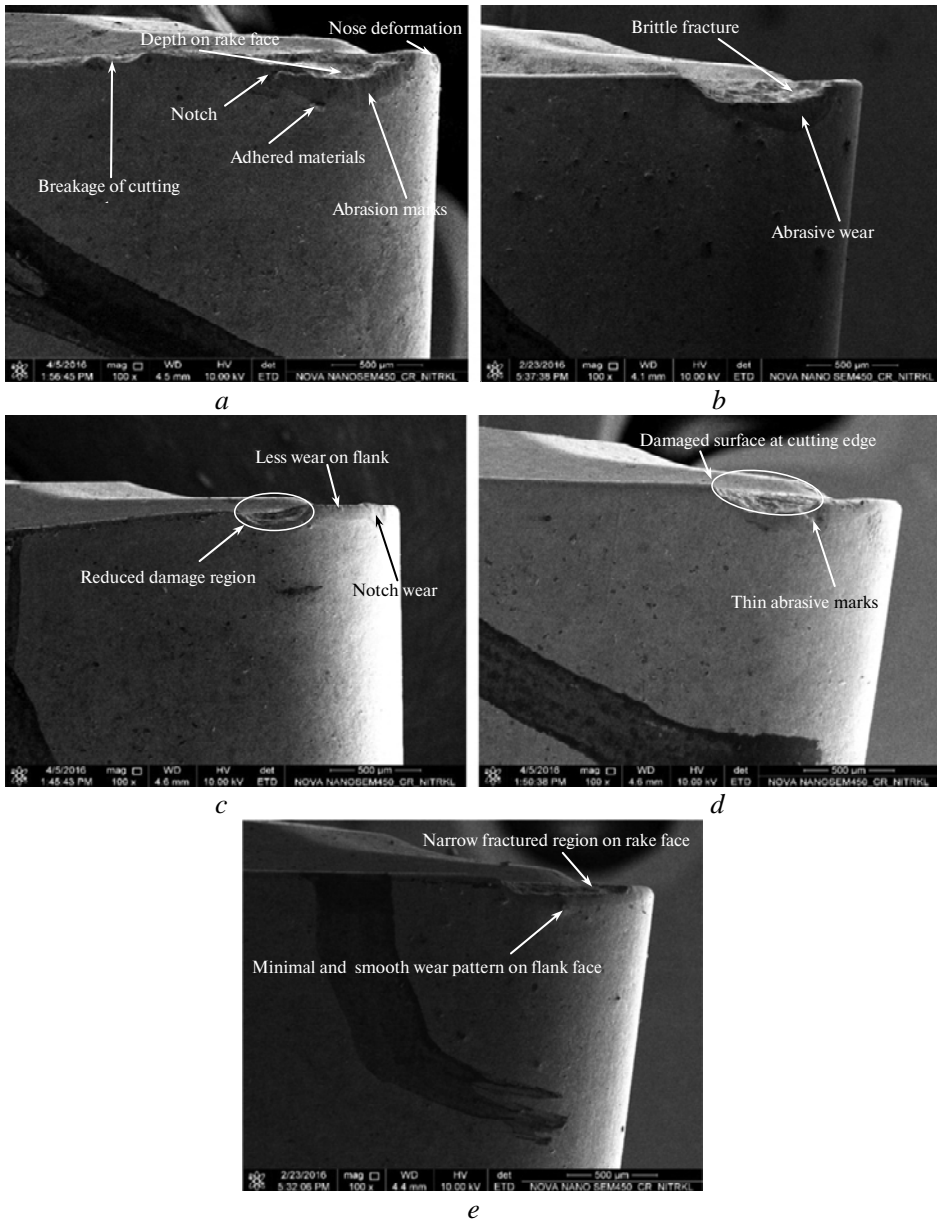 Nose deformation
Depth on rake face
Notch
Adhered materials
Breakage of cutting
Abrasion marks
4/5/2016 mag WD HV det 500 µm
1:56:45 PM 100 x 4.5 mm 10.00 kV ETD NOVA NANOSEM450_CR_NITRKL
a
Brittle fracture
Abrasive wear
2/23/2016 mag WD HV det 500 µm
5:37:38 PM 100 x 4.1 mm 10.00 kV ETD NOVA NANOSEM450_CR_NITRKL
b
Less wear on flank
Reduced damage region
Notch wear
4/5/2016 mag WD HV det 500 µm
1:45:43 PM 100 x 4.6 mm 10.00 kV ETD NOVA NANOSEM450_CR_NITRKL
c
Damaged surface at cutting edge
Thin abrasive marks
4/5/2016 mag WD HV det 500 µm
1:50:38 PM 100 x 4.6 mm 10.00 kV ETD NOVA NANOSEM450_CR_NITRKL
d
Narrow fractured region on rake face
Minimal and smooth wear pattern on flank face
2/23/2016 mag WD HV det 500 µm
5:32:06 PM 100 x 4.4 mm 10.00 kV ETD NOVA NANO SEM450_CR_NITRKL
e